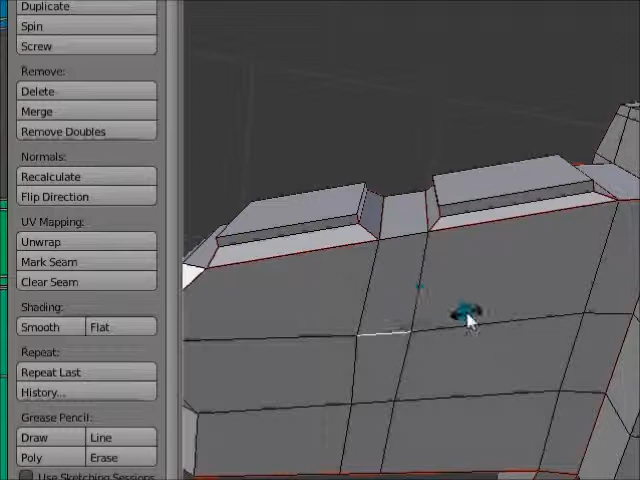 Duplicate
Spin
Screw
Remove:
Delete
Merge
Remove Doubles
Normals:
Recalculate
Flip Direction
UV Mapping:
Unwrap
Mark Seam
Clear Seam
Shading:
Smooth Flat
Repeat:
Repeat Last
History...
Grease Pencil:
Draw Line
Poly Erase
Use Sketching Sessions